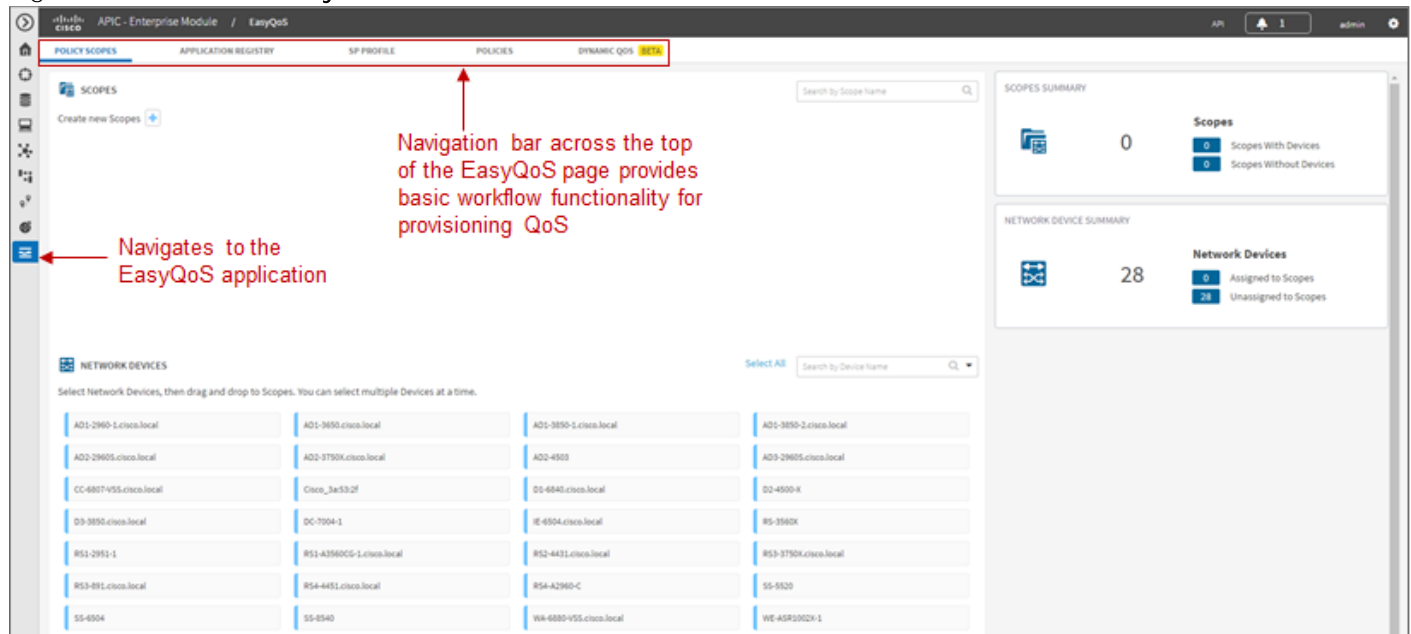 CISCO APIC - Enterprise Module / EasyQoS API 1 admin
POLICY SCOPES APPLICATION REGISTRY SP PROFILE POLICIES DYNAMIC QOS BETA
SCOPES
Search by Scope Name
Create new Scopes
Navigation bar across the top
of the EasyQoS page provides
basic workflow functionality for
provisioning QoS
Navigates to the
EasyQoS application
SCOPES SUMMARY
0
Scopes
0 Scopes With Devices
0 Scopes Without Devices
NETWORK DEVICE SUMMARY
28
Network Devices
0 Assigned to Scopes
28 Unassigned to Scopes
NETWORK DEVICES
Select All
Search by Device Name
Select Network Devices, then drag and drop to Scopes. You can select multiple Devices at a time.
AD1-2960-1.cisco.local AD1-3650.cisco.local AD1-3850-1.cisco.local AD1-3850-2.cisco.local
AD2-2960S.cisco.local AD2-3750X.cisco.local AD2-4503 AD3-2960S.cisco.local
CC-6807-VSS.cisco.local Cisco_3a:53:2f D1-6840.cisco.local D2-4500-X
D3-3850.cisco.local DC-7004-1 IE-6504.cisco.local RS-3560X
RS1-2951-1 RS1-A3560CG-1.cisco.local RS2-4431.cisco.local RS3-3750X.cisco.local
RS3-891.cisco.local RS4-4451.cisco.local RS4-A2960-C SS-5520
SS-6504 SS-8540 WA-6880-VSS.cisco.local WE-ASR1002X-1